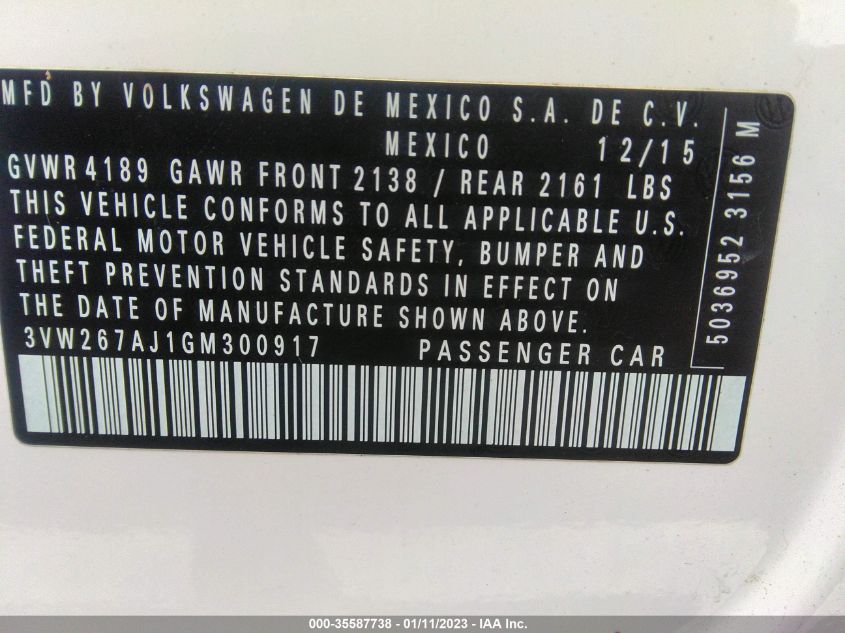 MFD BY VOLKSWAGEN DE MEXICO S.A. DE C.V.
MEXICO 12/15
GVWR 4189 GAWR FRONT 2138 / REAR 2161 LBS
THIS VEHICLE CONFORMS TO ALL APPLICABLE U.S.
FEDERAL MOTOR VEHICLE SAFETY, BUMPER AND
THEFT PREVENTION STANDARDS IN EFFECT ON
THE DATE OF MANUFACTURE SHOWN ABOVE.
3VW267AJ1GM300917 PASSENGER CAR
5036952 3156 M
000-35587738 - 01/11/2023 - IAA Inc.